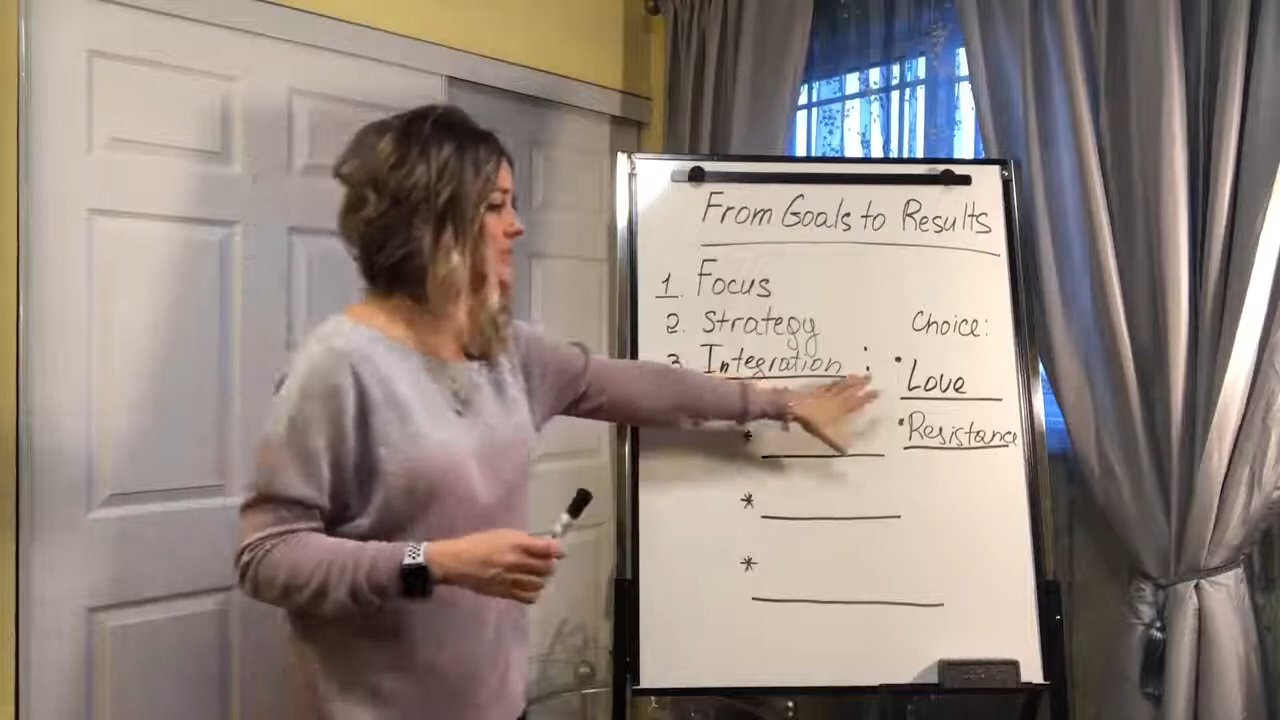 From Goals to Results
1. Focus
2. Strategy
3. Integration :
*
*
*
Choice:
• Love
• Resistance